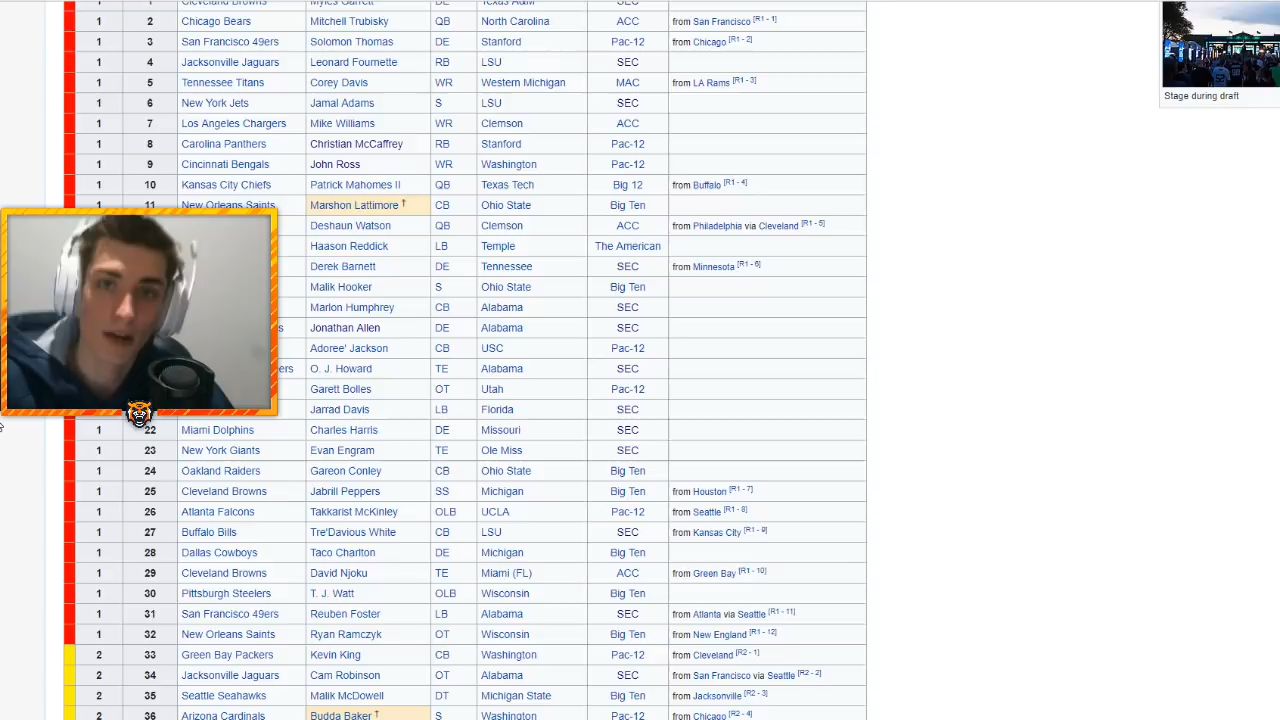 1 2 Chicago Bears Mitchell Trubisky QB North Carolina ACC from San Francisco [R1 - 1]
1 3 San Francisco 49ers Solomon Thomas DE Stanford Pac-12 from Chicago [R1 - 2]
1 4 Jacksonville Jaguars Leonard Fournette RB LSU SEC
1 5 Tennessee Titans Corey Davis WR Western Michigan MAC from LA Rams [R1 - 3]
1 6 New York Jets Jamal Adams S LSU SEC
1 7 Los Angeles Chargers Mike Williams WR Clemson ACC
1 8 Carolina Panthers Christian McCaffrey RB Stanford Pac-12
1 9 Cincinnati Bengals John Ross WR Washington Pac-12
1 10 Kansas City Chiefs Patrick Mahomes II QB Texas Tech Big 12 from Buffalo [R1 - 4]
1 11 New Orleans Saints Marshon Lattimore † CB Ohio State Big Ten
Deshaun Watson QB Clemson ACC from Philadelphia via Cleveland [R1 - 5]
Haason Reddick LB Temple The American
Derek Barnett DE Tennessee SEC from Minnesota [R1 - 6]
Malik Hooker S Ohio State Big Ten
Marlon Humphrey CB Alabama SEC
s Jonathan Allen DE Alabama SEC
Adoree' Jackson CB USC Pac-12
ers O. J. Howard TE Alabama SEC
Garett Bolles OT Utah Pac-12
Jarrad Davis LB Florida SEC
1 22 Miami Dolphins Charles Harris DE Missouri SEC
1 23 New York Giants Evan Engram TE Ole Miss SEC
1 24 Oakland Raiders Gareon Conley CB Ohio State Big Ten
1 25 Cleveland Browns Jabrill Peppers SS Michigan Big Ten from Houston [R1 - 7]
1 26 Atlanta Falcons Takkarist McKinley OLB UCLA Pac-12 from Seattle [R1 - 8]
1 27 Buffalo Bills Tre'Davious White CB LSU SEC from Kansas City [R1 - 9]
1 28 Dallas Cowboys Taco Charlton DE Michigan Big Ten
1 29 Cleveland Browns David Njoku TE Miami (FL) ACC from Green Bay [R1 - 10]
1 30 Pittsburgh Steelers T. J. Watt OLB Wisconsin Big Ten
1 31 San Francisco 49ers Reuben Foster LB Alabama SEC from Atlanta via Seattle [R1 - 11]
1 32 New Orleans Saints Ryan Ramczyk OT Wisconsin Big Ten from New England [R1 - 12]
2 33 Green Bay Packers Kevin King CB Washington Pac-12 from Cleveland [R2 - 1]
2 34 Jacksonville Jaguars Cam Robinson OT Alabama SEC from San Francisco via Seattle [R2 - 2]
2 35 Seattle Seahawks Malik McDowell DT Michigan State Big Ten from Jacksonville [R2 - 3]
2 36 Arizona Cardinals Budda Baker † S Washington Pac-12 from Chicago [R2 - 4]
Stage during draft